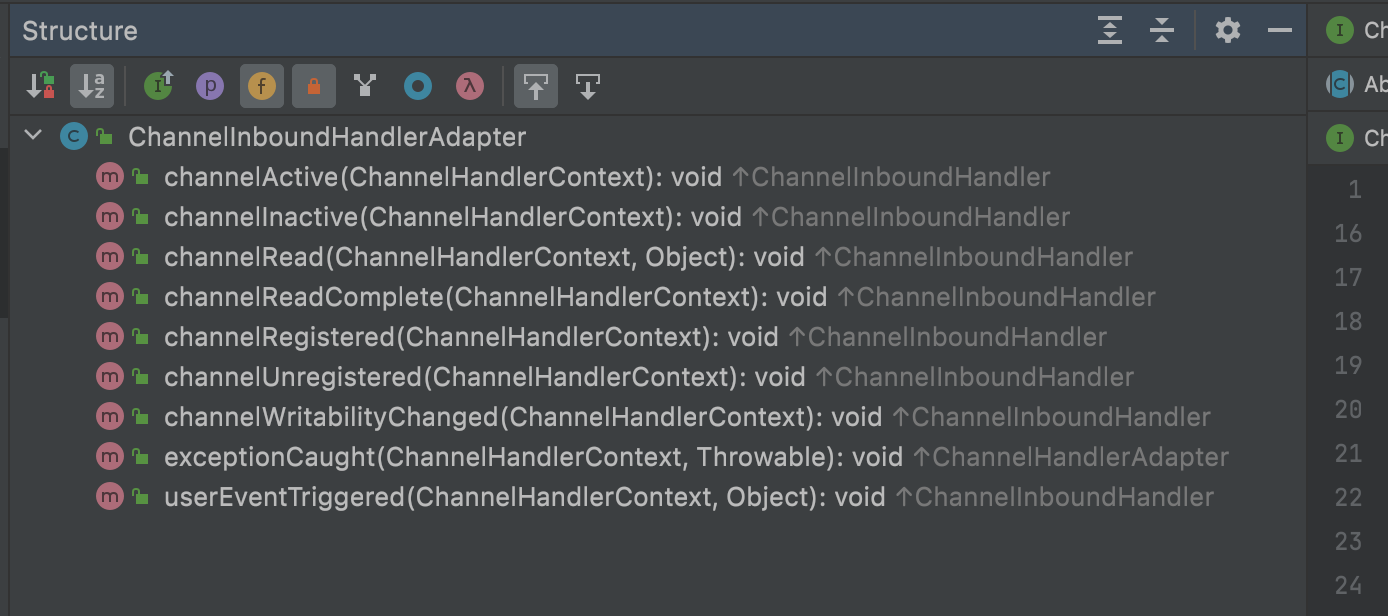 Structure
ChannelInboundHandlerAdapter
channelActive(ChannelHandlerContext): void ↑ChannelInboundHandler
channelInactive(ChannelHandlerContext): void ↑ChannelInboundHandler
channelRead(ChannelHandlerContext, Object): void ↑ChannelInboundHandler
channelReadComplete(ChannelHandlerContext): void ↑ChannelInboundHandler
channelRegistered(ChannelHandlerContext): void ↑ChannelInboundHandler
channelUnregistered(ChannelHandlerContext): void ↑ChannelInboundHandler
channelWritabilityChanged(ChannelHandlerContext): void ↑ChannelInboundHandler
exceptionCaught(ChannelHandlerContext, Throwable): void ↑ChannelHandlerAdapter
userEventTriggered(ChannelHandlerContext, Object): void ↑ChannelInboundHandler
Ch
Ab
Ch
1
16
17
18
19
20
21
22
23
24